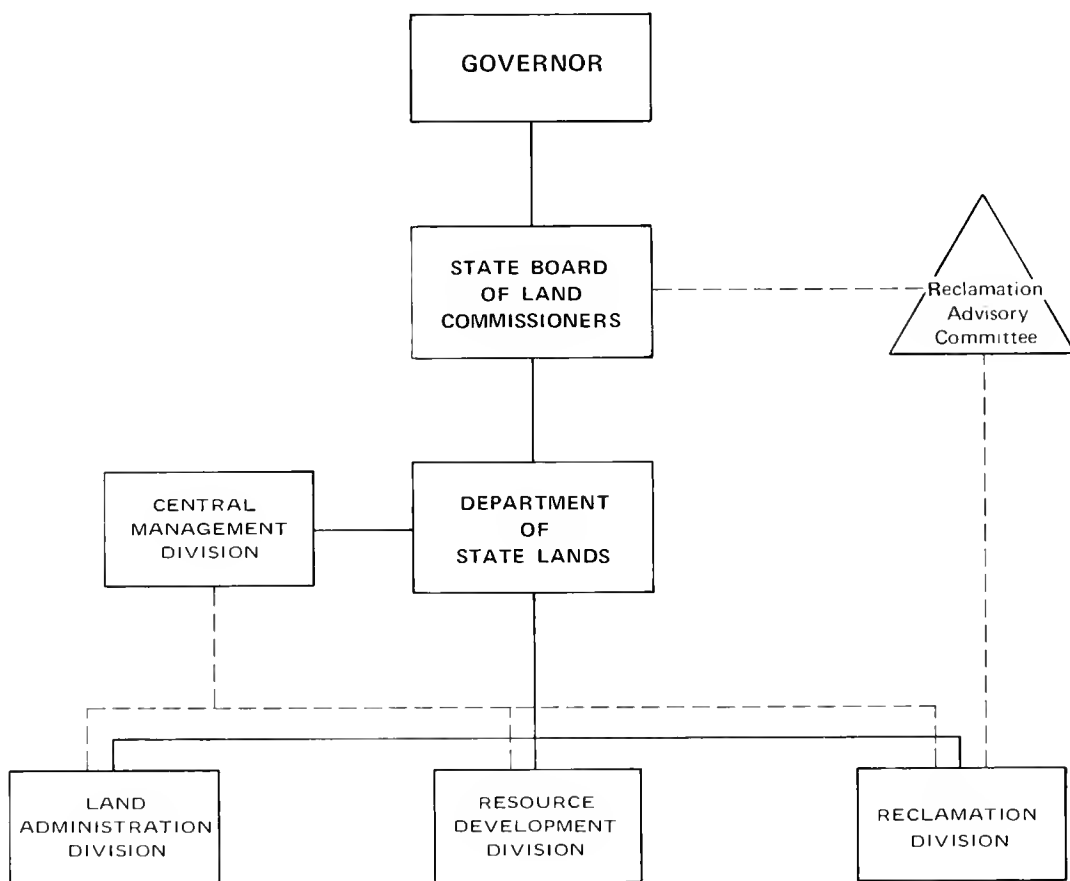 GOVERNOR
STATE BOARD
OF LAND
COMMISSIONERS
Reclamation
Advisory
Committee
CENTRAL
MANAGEMENT
DIVISION
DEPARTMENT
OF
STATE LANDS
LAND
ADMINISTRATION
DIVISION
RESOURCE
DEVELOPMENT
DIVISION
RECLAMATION
DIVISION